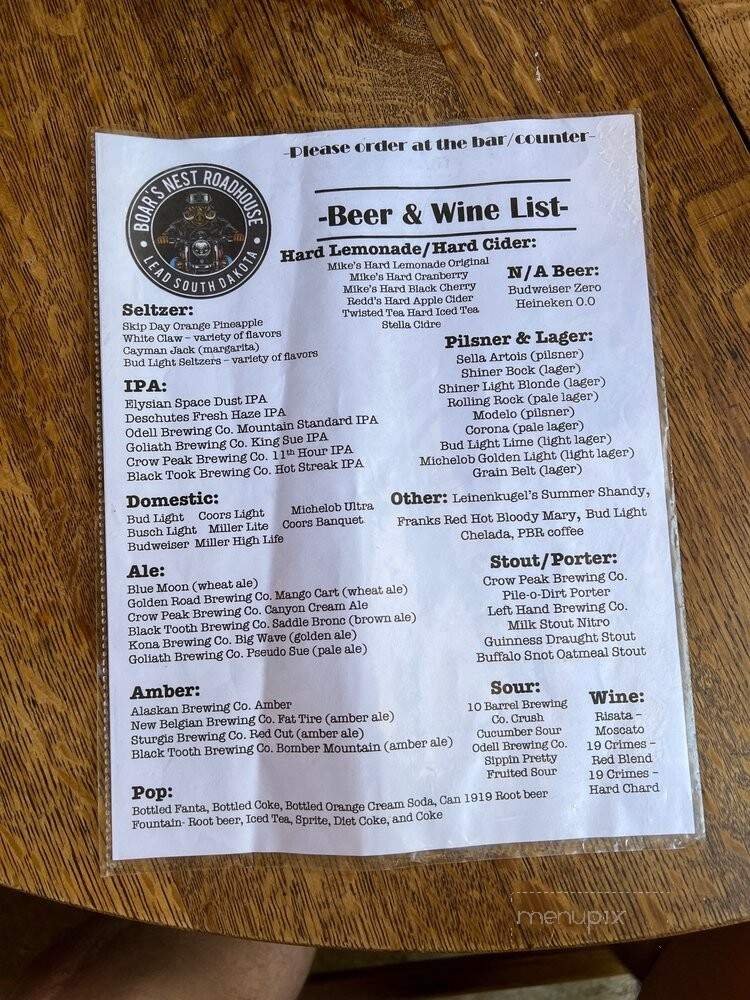 -Please order at the bar/counter-
BOAR'S NEST ROADHOUSE
LEAD SOUTH DAKOTA
-Beer & Wine List-
Hard Lemonade/Hard Cider:
Mike's Hard Lemonade Original
Mike's Hard Cranberry
Mike's Hard Black Cherry
Redd's Hard Apple Cider
Twisted Tea Hard Iced Tea
Stella Cidre
N/A Beer:
Budweiser Zero
Heineken 0.0
Seltzer:
Skip Day Orange Pineapple
White Claw – variety of flavors
Cayman Jack (margarita)
Bud Light Seltzers – variety of flavors
Pilsner & Lager:
Sella Artois (pilsner)
Shiner Bock (lager)
Shiner Light Blonde (lager)
Rolling Rock (pale lager)
Modelo (pilsner)
Corona (pale lager)
Bud Light Lime (light lager)
Michelob Golden Light (light lager)
Grain Belt (lager)
IPA:
Elysian Space Dust IPA
Deschutes Fresh Haze IPA
Odell Brewing Co. Mountain Standard IPA
Goliath Brewing Co. King Sue IPA
Crow Peak Brewing Co. 11th Hour IPA
Black Took Brewing Co. Hot Streak IPA
Domestic:
Bud Light Coors Light Michelob Ultra
Busch Light Miller Lite Coors Banquet
Budweiser Miller High Life
Other: Leinenkugel's Summer Shandy,
Franks Red Hot Bloody Mary, Bud Light
Chelada, PBR coffee
Ale:
Blue Moon (wheat ale)
Golden Road Brewing Co. Mango Cart (wheat ale)
Crow Peak Brewing Co. Canyon Cream Ale
Black Tooth Brewing Co. Saddle Bronc (brown ale)
Kona Brewing Co. Big Wave (golden ale)
Goliath Brewing Co. Pseudo Sue (pale ale)
Stout/Porter:
Crow Peak Brewing Co.
Pile-o-Dirt Porter
Left Hand Brewing Co.
Milk Stout Nitro
Guinness Draught Stout
Buffalo Snot Oatmeal Stout
Amber:
Alaskan Brewing Co. Amber
New Belgian Brewing Co. Fat Tire (amber ale)
Sturgis Brewing Co. Red Cut (amber ale)
Black Tooth Brewing Co. Bomber Mountain (amber ale)
Sour:
10 Barrel Brewing
Co. Crush
Cucumber Sour
Odell Brewing Co.
Sippin Pretty
Fruited Sour
Wine:
Risata –
Moscato
19 Crimes –
Red Blend
19 Crimes –
Hard Chard
Pop:
Bottled Fanta, Bottled Coke, Bottled Orange Cream Soda, Can 1919 Root beer
Fountain- Root beer, Iced Tea, Sprite, Diet Coke, and Coke
menupix